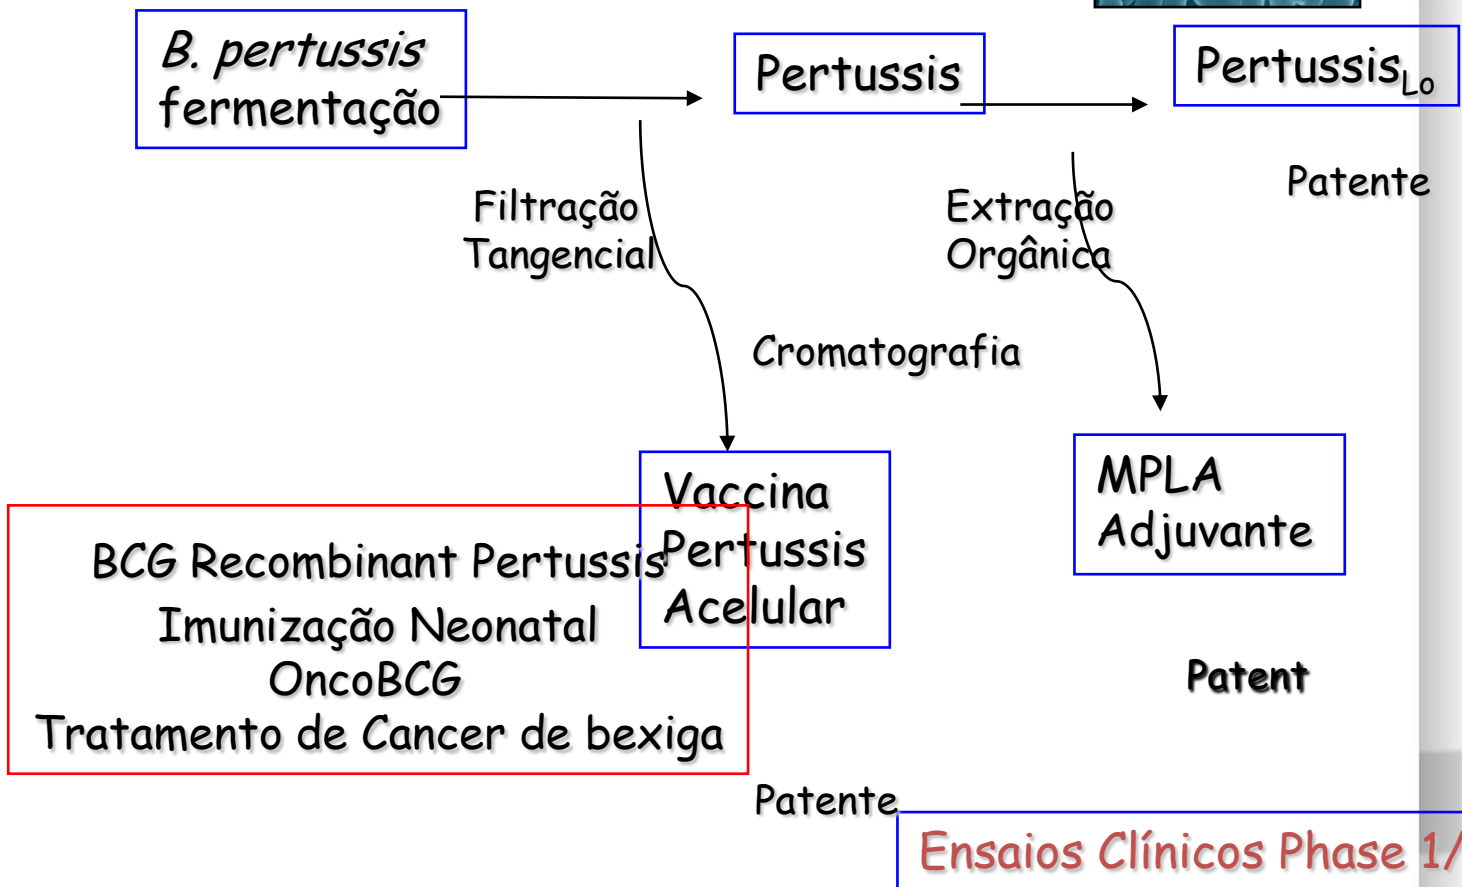 B. pertussis
fermentação
Pertussis
PertussisLo
Patente
Filtração
Tangencial
Extração
Orgânica
Cromatografia
Vaccina
Pertussis
Acelular
MPLA
Adjuvante
BCG Recombinant Pertussis
Imunização Neonatal
OncoBCG
Tratamento de Cancer de bexiga
Patent
Patente
Ensaios Clínicos Phase 1/